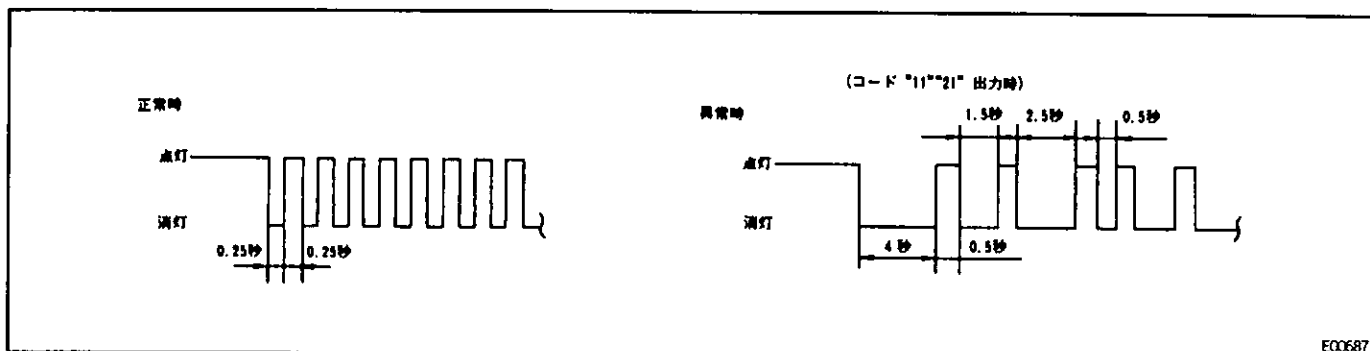 正常時
点灯
消灯
0.25秒
0.25秒
(コード "11""21" 出力時)
異常時
1.5秒
2.5秒
0.5秒
点灯
消灯
4秒
0.5秒
E00687